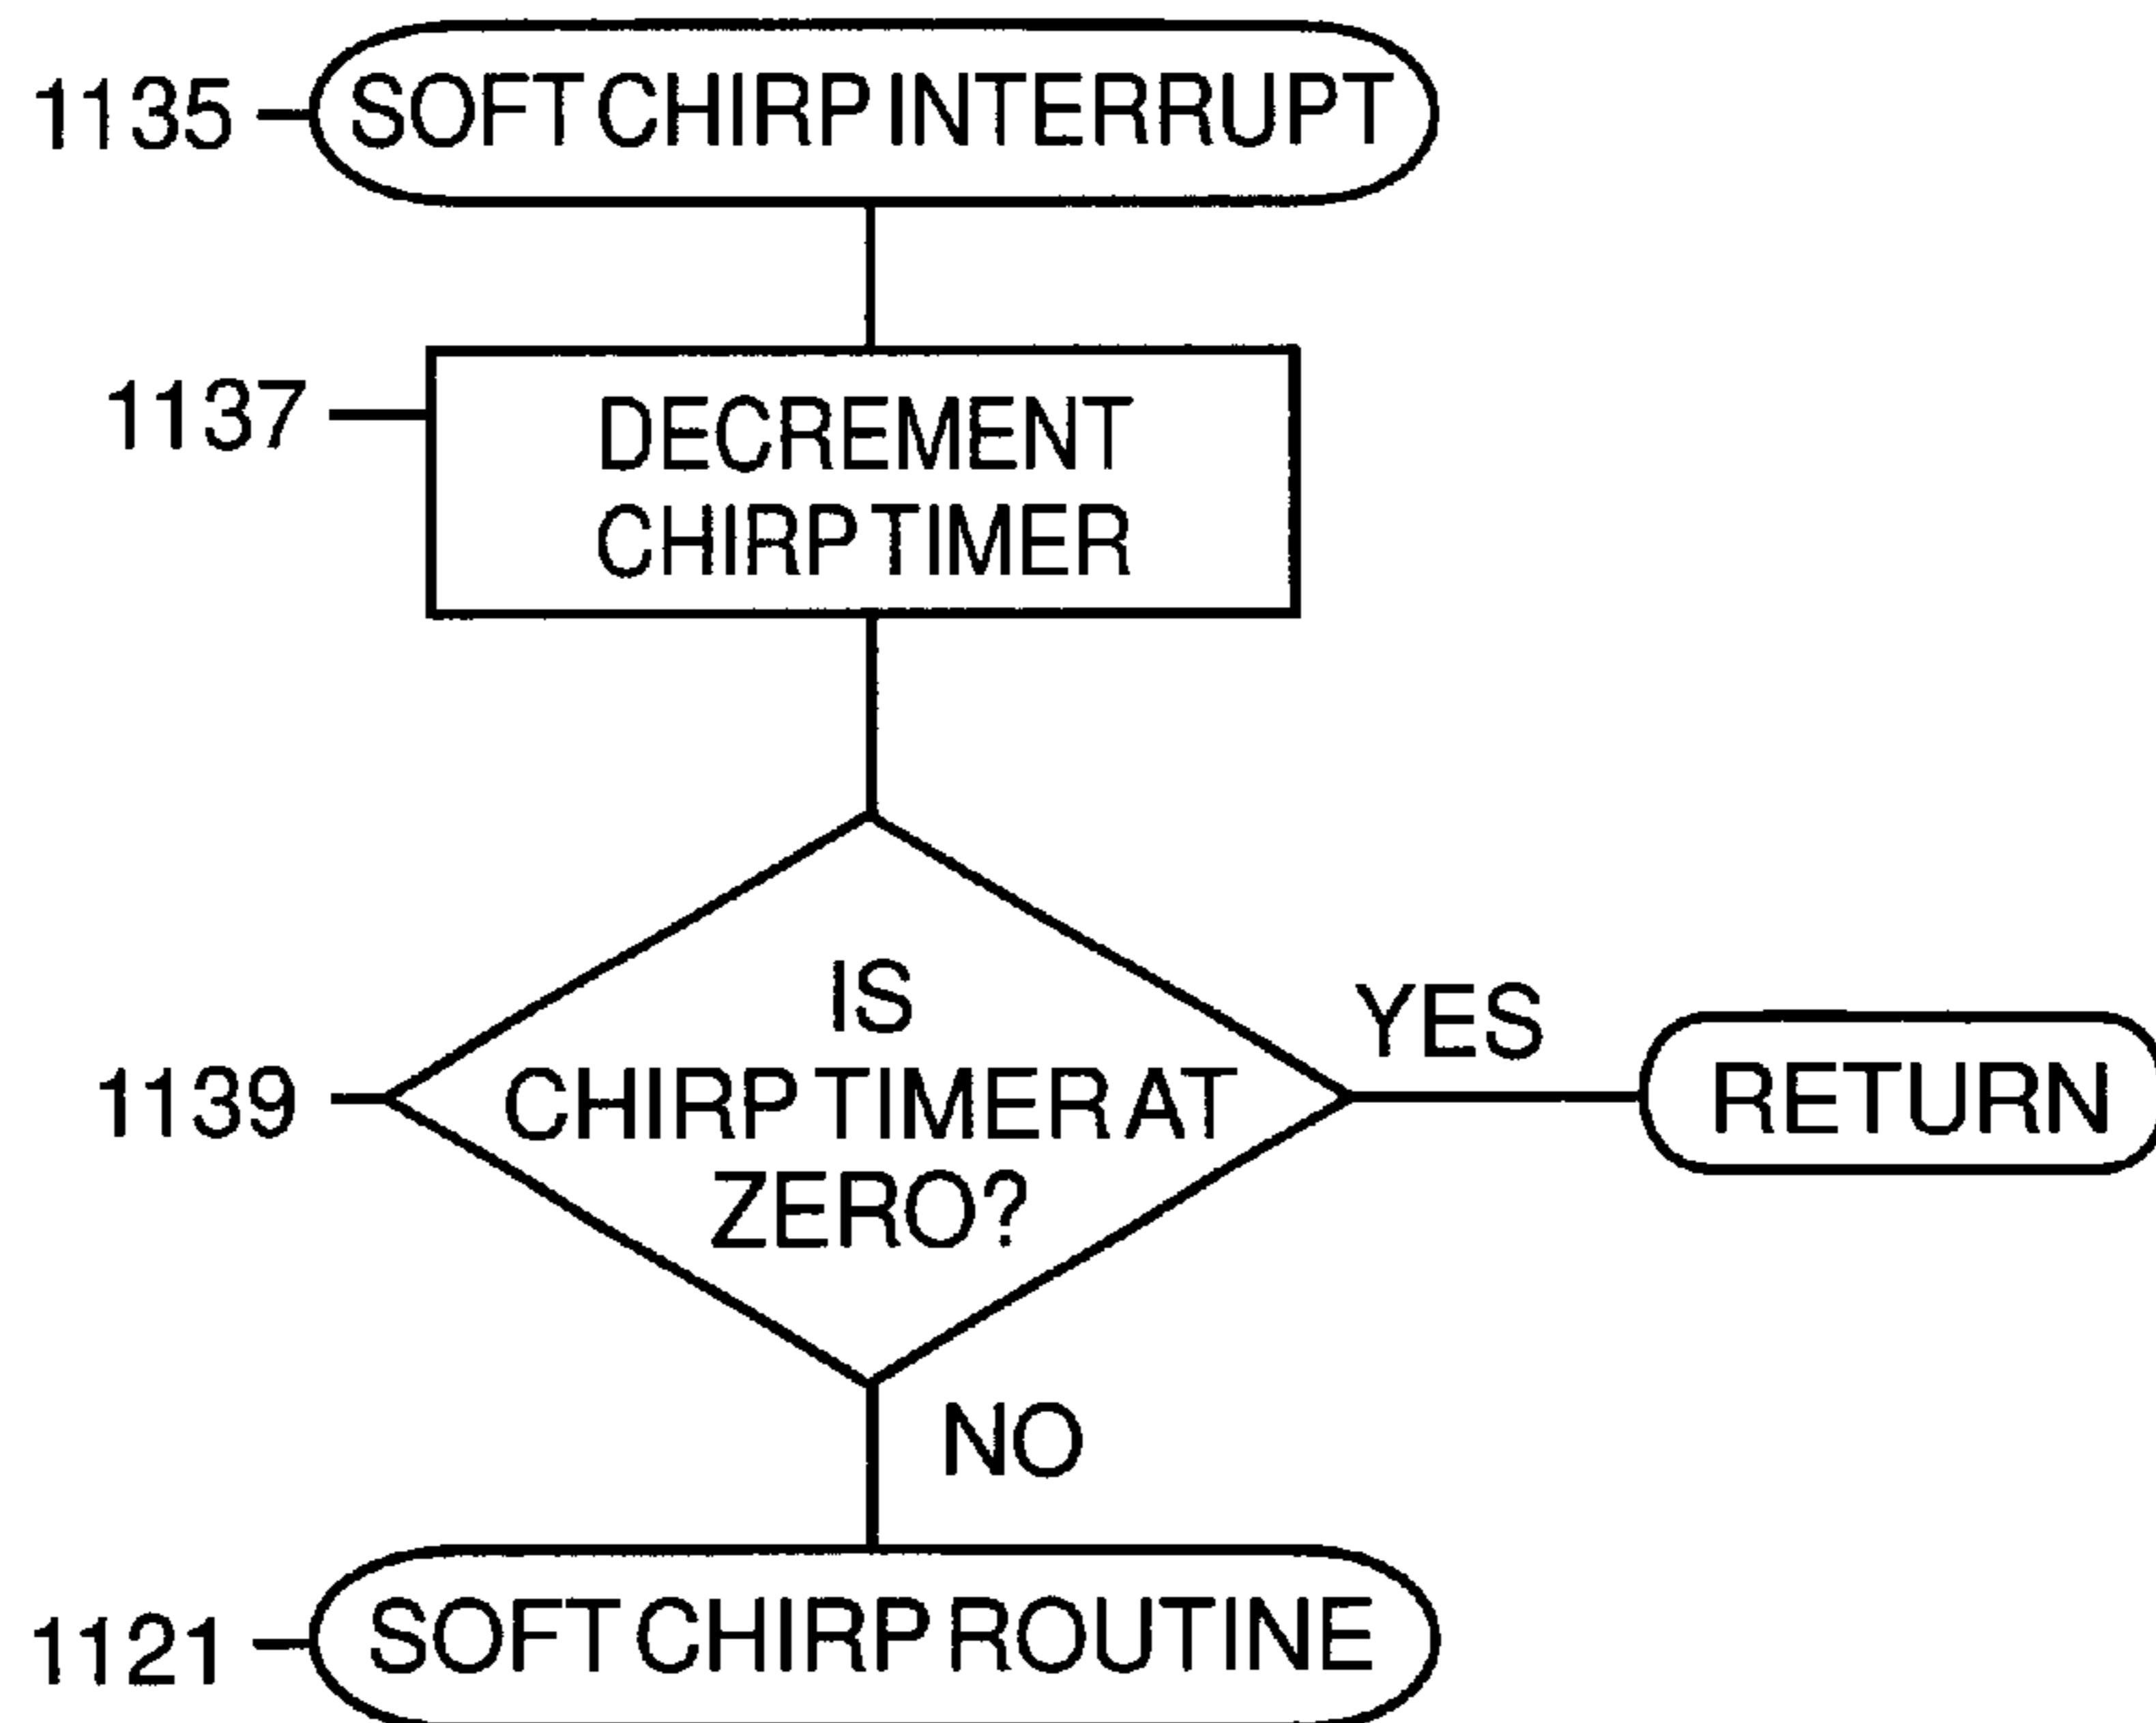 1135
SOFT CHIRP INTERRUPT
1137
DECREMENT
CHIRP TIMER
IS
CHIRP TIMER AT
ZERO?
1139
YES
RETURN
NO
1121
SOFT CHIRP ROUTINE